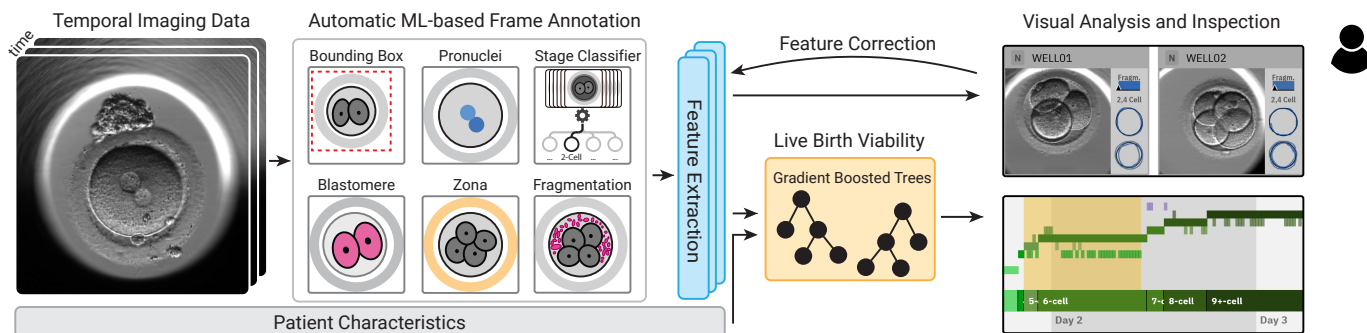 Temporal Imaging Data
time
Automatic ML-based Frame Annotation
Bounding Box
Pronuclei
Stage Classifier
...
2-Cell
...
...
Blastomere
Zona
Fragmentation
Patient Characteristics
Feature Extraction
Feature Correction
Live Birth Viability
Gradient Boosted Trees
Visual Analysis and Inspection
N WELL01
Fragm.
2,4 Cell
N WELL02
Fragm.
2,4 Cell
5- 6-cell 7-c 8-cell 9+-cell
Day 2 Day 3